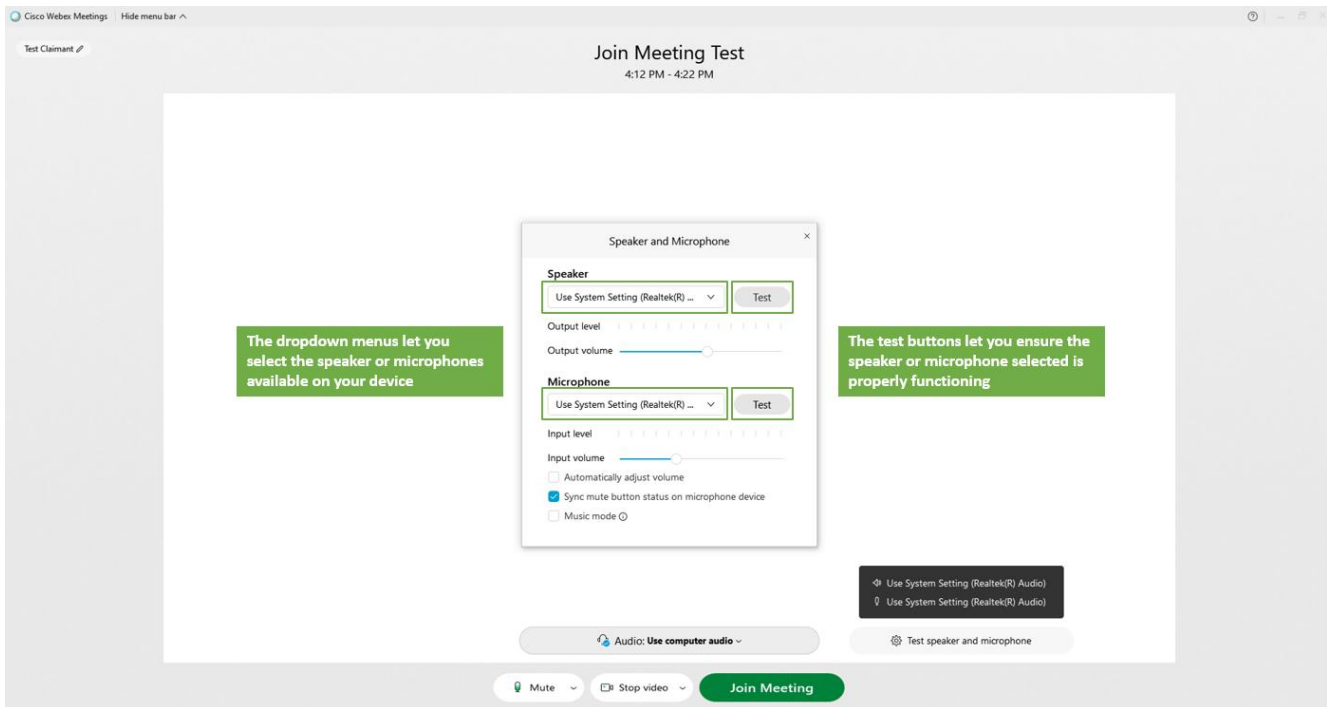 Cisco Webex Meetings Hide menu bar
Test Claimant
Join Meeting Test
4:12 PM - 4:22 PM
Speaker and Microphone
Speaker
Use System Setting (Realtek(R) ... Test
Output level
Output volume
The dropdown menus let you
select the speaker or microphones
available on your device
The test buttons let you ensure the
speaker or microphone selected is
properly functioning
Microphone
Use System Setting (Realtek(R) ... Test
Input level
Input volume
Automatically adjust volume
Sync mute button status on microphone device
Music mode
Use System Setting (Realtek(R) Audio)
Use System Setting (Realtek(R) Audio)
Audio: Use computer audio
Test speaker and microphone
Mute Stop video Join Meeting